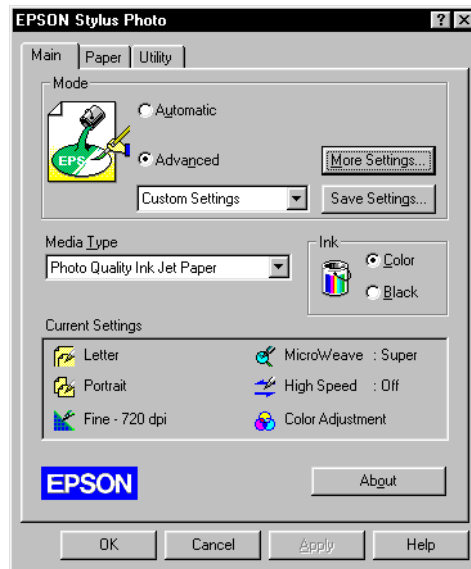 EPSON Stylus Photo
Main Paper Utility
Mode
Automatic
EPS
Advanced
More Settings...
Custom Settings
Save Settings...
Media Type
Ink
Photo Quality Ink Jet Paper
Color
Black
Current Settings
Letter
MicroWeave : Super
Portrait
High Speed : Off
Fine - 720 dpi
Color Adjustment
EPSON
About
OK Cancel Apply Help